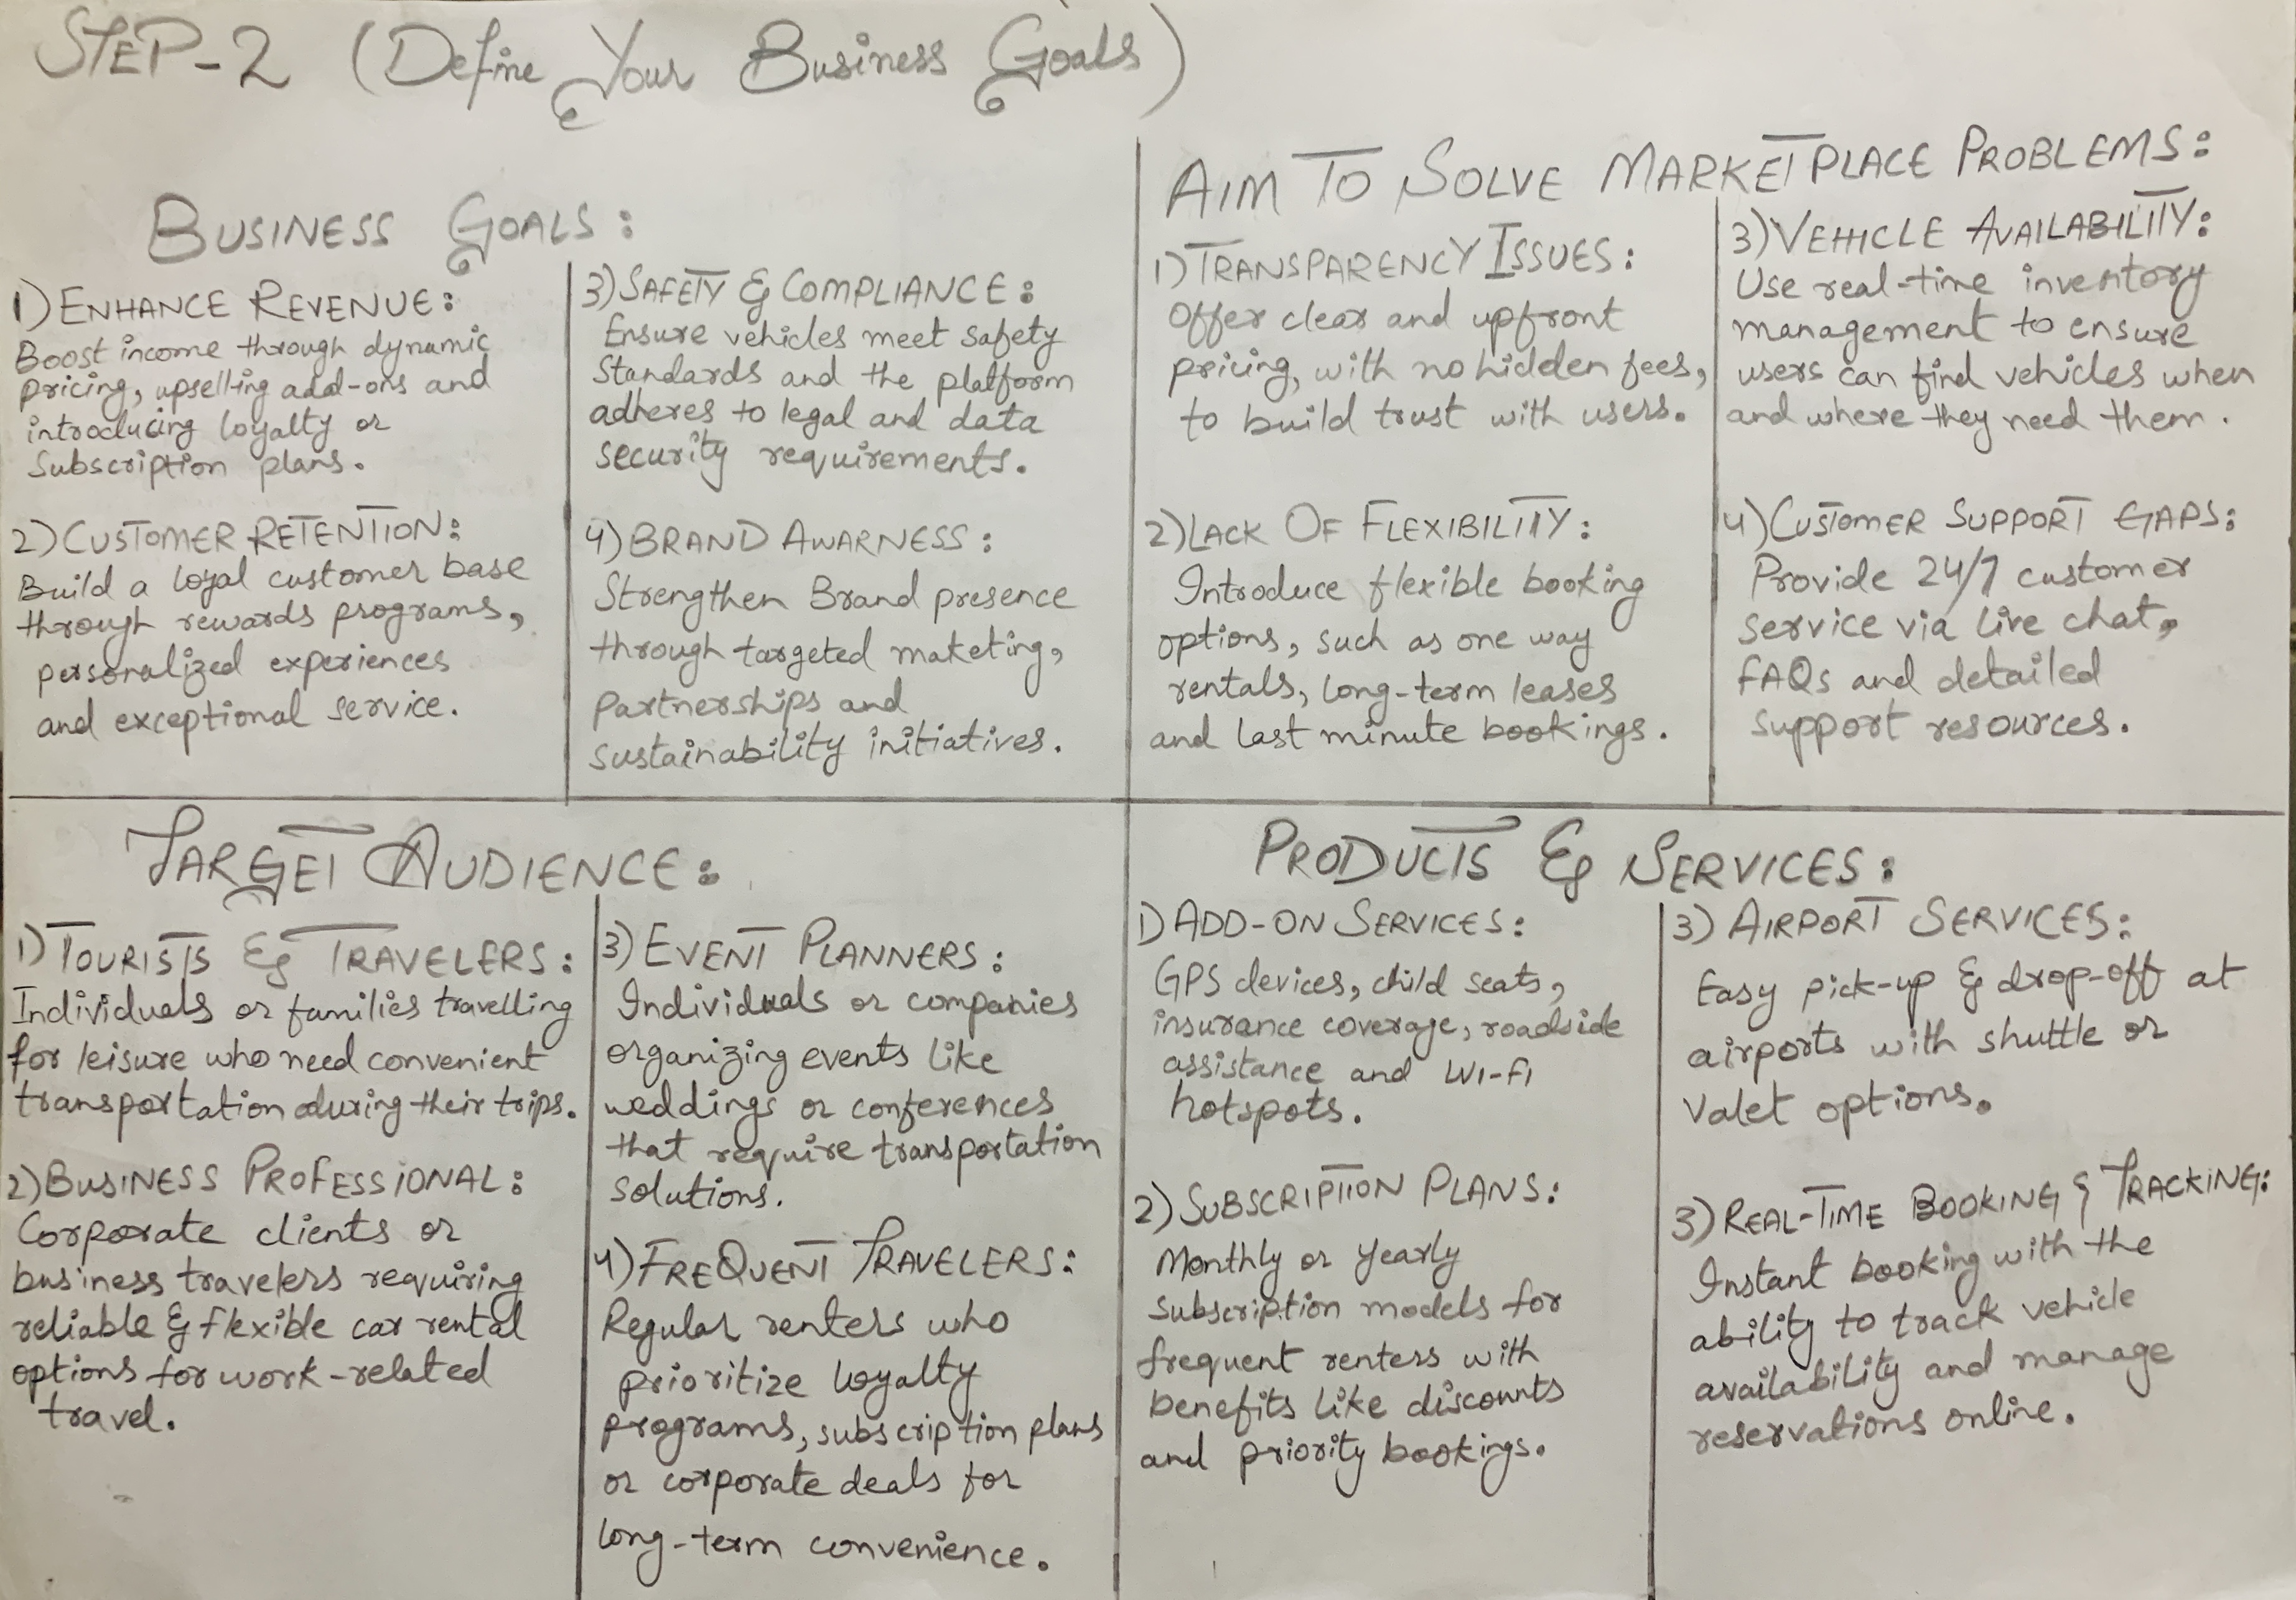 STEP-2 (Define Your Business Goals)
BUSINESS GOALS:
1) ENHANCE REVENUE:
Boost income through dynamic
pricing, upselling add-ons and
introducing loyalty or
Subscription plans.
2) CUSTOMER RETENTION:
Build a loyal customer base
through rewards programs,
personalized experiences
and exceptional service.
3) SAFETY & COMPLIANCE:
Ensure vehicles meet safety
Standards and the platform
adheres to legal and data
security requirements.
4) BRAND AWARNESS:
Strengthen Brand presence
through targeted maketing,
partnerships and
sustainability initiatives.
AIM TO SOLVE MARKETPLACE PROBLEMS:
1) TRANSPARENCY ISSUES:
Offer clear and upfront
pricing, with no hidden fees,
to build trust with users.
2) LACK OF FLEXIBILITY:
Introduce flexible booking
options, such as one way
rentals, long-term leases
and last minute bookings.
3) VEHICLE AVAILABILITY:
Use real-time inventory
management to ensure
users can find vehicles when
and where they need them.
4) CUSTOMER SUPPORT GAPS:
Provide 24/7 customer
service via live chat,
FAQs and detailed
support resources.
TARGET AUDIENCE:
1) TOURISTS & TRAVELERS:
Individuals or families travelling
for leisure who need convenient
transportation during their trips.
2) BUSINESS PROFESSIONAL:
Corporate clients or
business travelers requiring
reliable & flexible car rental
options for work-related
travel.
3) EVENT PLANNERS:
Individuals or companies
organizing events like
weddings or conferences
that require transportation
solutions.
4) FREQUENT TRAVELERS:
Regular renters who
prioritize loyalty
programs, subscription plans
or corporate deals for
long-term convenience.
PRODUCTS & SERVICES:
1) ADD-ON SERVICES:
GPS devices, child seats,
insurance coverage, roadside
assistance and WI-FI
hotspots.
2) SUBSCRIPTION PLANS:
Monthly or yearly
subscription models for
frequent renters with
benefits like discounts
and priority bookings.
3) AIRPORT SERVICES:
Easy pick-up & drop-off at
airports with shuttle or
Valet options.
3) REAL-TIME BOOKING & TRACKING:
Instant booking with the
ability to track vehicle
availability and manage
reservations online.